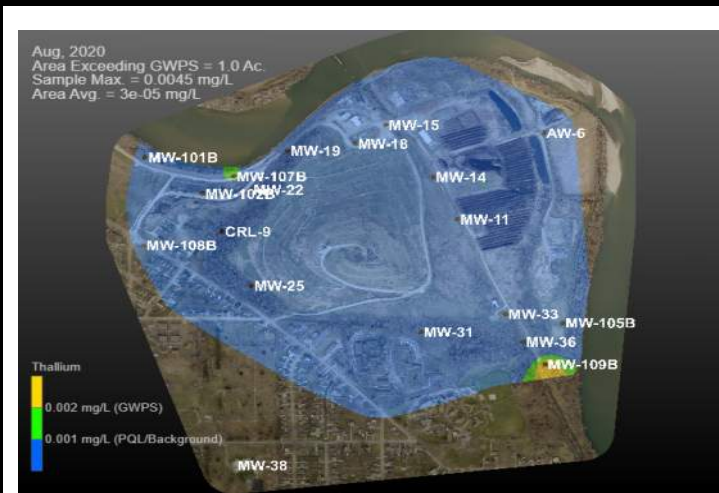 Aug, 2020
Area Exceeding GWPS = 1.0 Ac.
Sample Max. = 0.0045 mg/L
Area Avg. = 3e-05 mg/L
MW-15
AW-6
MW-18
MW-19
MW-101B
MW-107B
MW-14
MW-22
MW-102B
MW-11
CRL-9
MW-108B
MW-25
MW-33
MW-105B
MW-31
MW-36
MW-109B
Thallium
0.002 mg/L (GWPS)
0.001 mg/L (PQL/Background)
MW-38